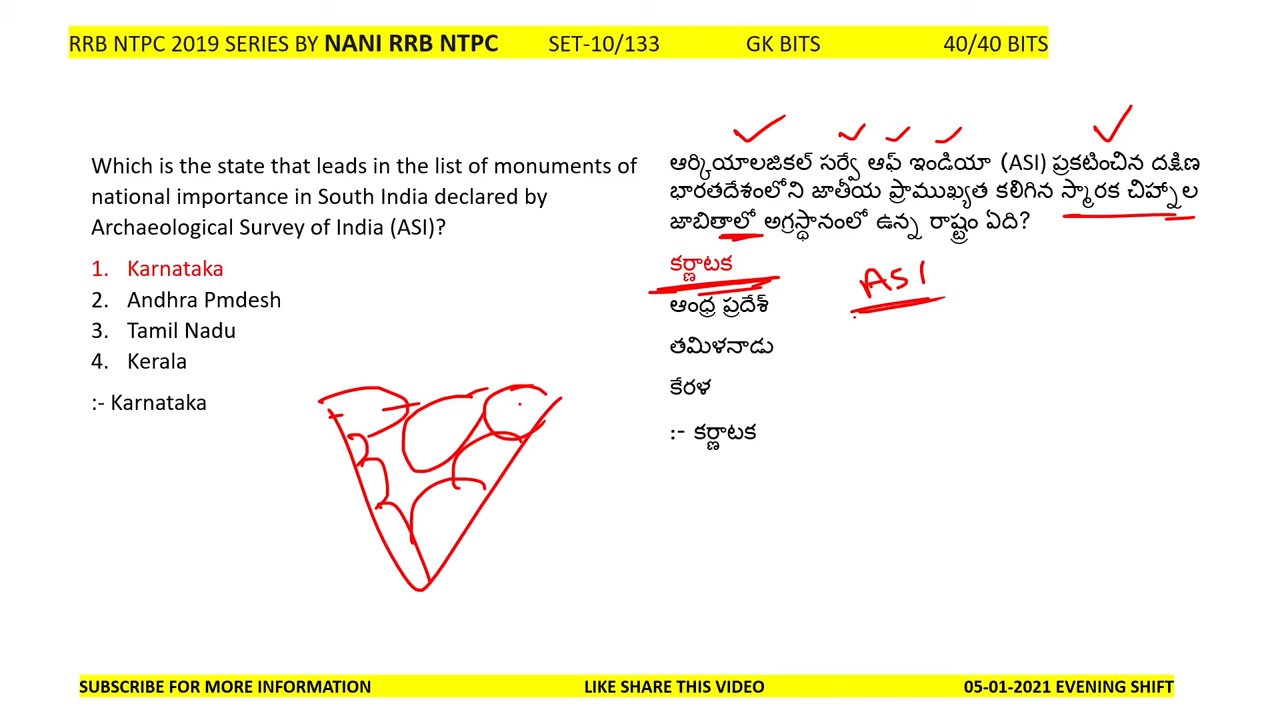 RRB NTPC 2019 SERIES BY NANI RRB NTPC SET-10/133 GK BITS 40/40 BITS
Which is the state that leads in the list of monuments of
national importance in South India declared by
Archaeological Survey of India (ASI)?
1. Karnataka
2. Andhra Pmdesh
3. Tamil Nadu
4. Kerala
:- Karnataka
ఆర్కియాలజికల్ సర్వే ఆఫ్ ఇండియా (ASI) ప్రకటించిన దక్షిణ
భారతదేశంలోని జాతీయ ప్రాముఖ్యత కలిగిన స్మారక చిహ్నాల
జాబితాలో అగ్రస్థానంలో ఉన్న రాష్ట్రం ఏది?
కర్ణాటక
ఆంధ్ర ప్రదేశ్
తమిళనాడు
కేరళ
:- కర్ణాటక
ASI
SUBSCRIBE FOR MORE INFORMATION LIKE SHARE THIS VIDEO 05-01-2021 EVENING SHIFT